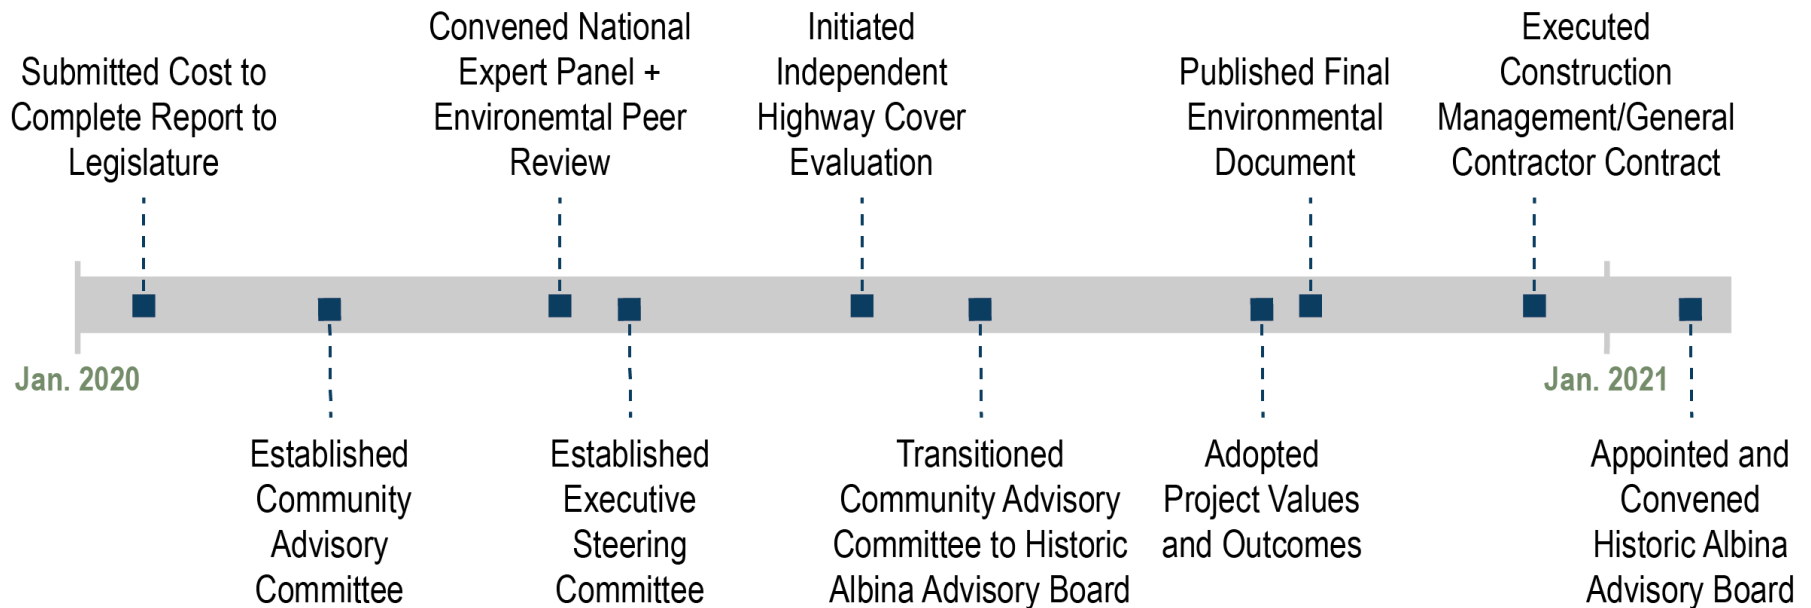 Submitted Cost to
Complete Report to
Legislature
Convened National
Expert Panel +
Environemtal Peer
Review
Initiated
Independent
Highway Cover
Evaluation
Published Final
Environmental
Document
Executed
Construction
Management/General
Contractor Contract
Jan. 2020
Jan. 2021
Established
Community
Advisory
Committee
Established
Executive
Steering
Committee
Transitioned
Community Advisory
Committee to Historic
Albina Advisory Board
Adopted
Project Values
and Outcomes
Appointed and
Convened
Historic Albina
Advisory Board